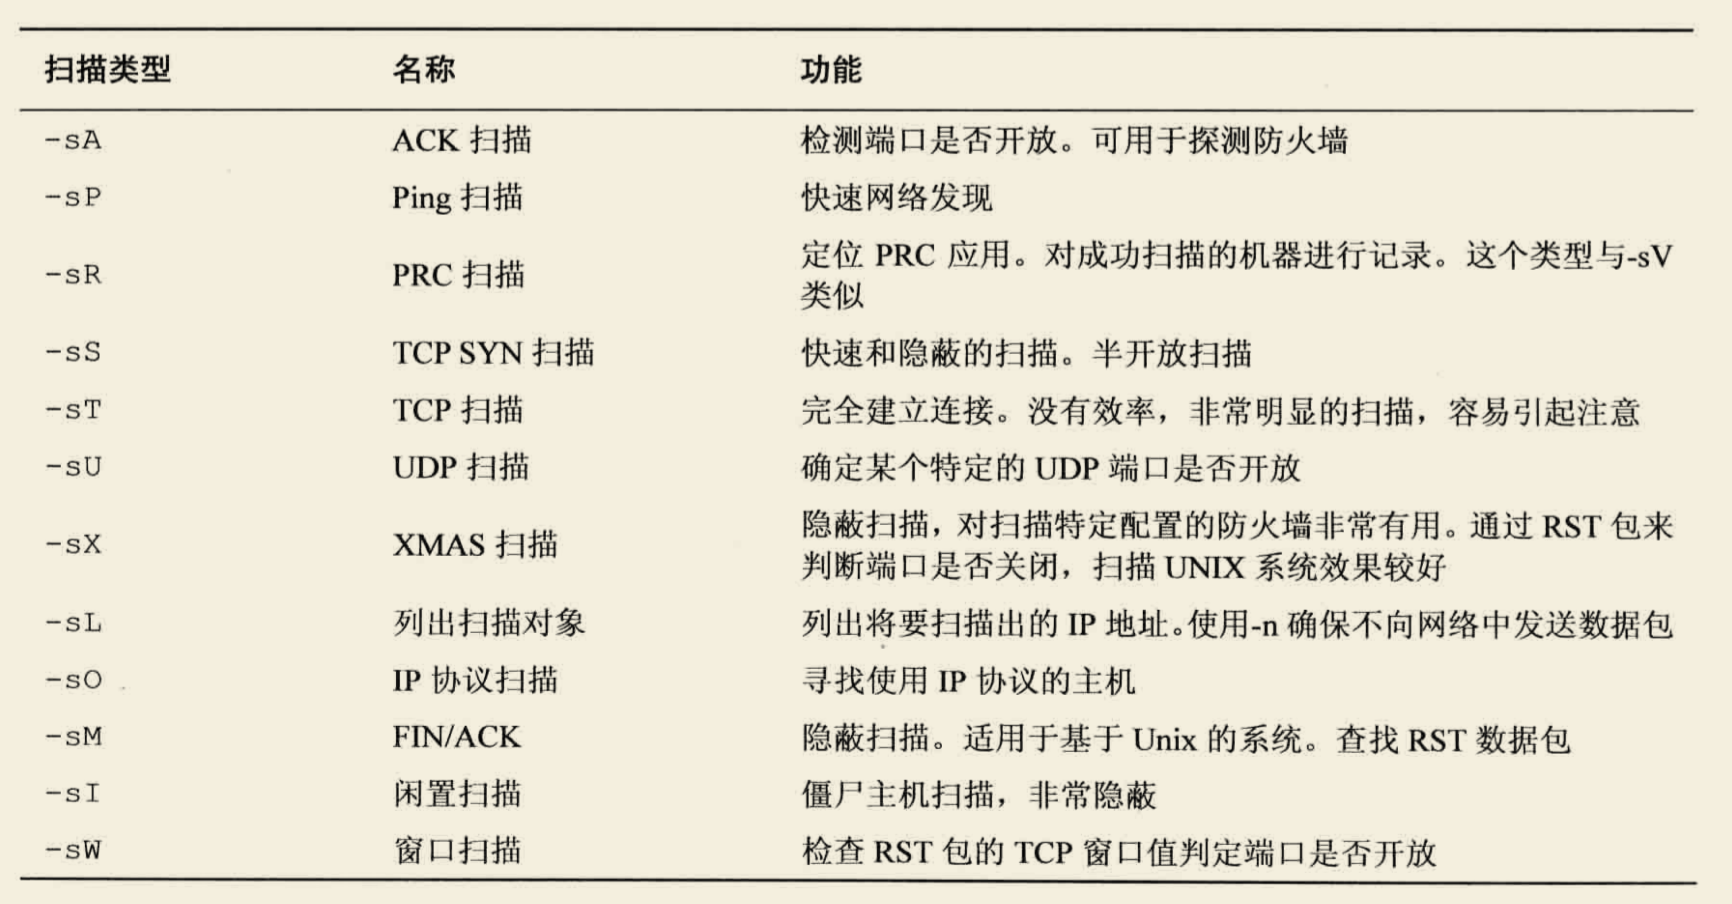 扫描类型 名称 功能
-sA ACK 扫描 检测端口是否开放。可用于探测防火墙
-sP Ping 扫描 快速网络发现
-sR PRC 扫描 定位 PRC 应用。对成功扫描的机器进行记录。这个类型与-sV
类似
-sS TCP SYN 扫描 快速和隐蔽的扫描。半开放扫描
-sT TCP 扫描 完全建立连接。没有效率，非常明显的扫描，容易引起注意
-sU UDP 扫描 确定某个特定的 UDP 端口是否开放
-sX XMAS 扫描 隐蔽扫描，对扫描特定配置的防火墙非常有用。通过 RST 包来
判断端口是否关闭，扫描 UNIX 系统效果较好
-sL 列出扫描对象 列出将要扫描出的 IP 地址。使用-n 确保不向网络中发送数据包
-sO IP 协议扫描 寻找使用 IP 协议的主机
-sM FIN/ACK 隐蔽扫描。适用于基于 Unix 的系统。查找 RST 数据包
-sI 闲置扫描 僵尸主机扫描，非常隐蔽
-sW 窗口扫描 检查 RST 包的 TCP 窗口值判定端口是否开放